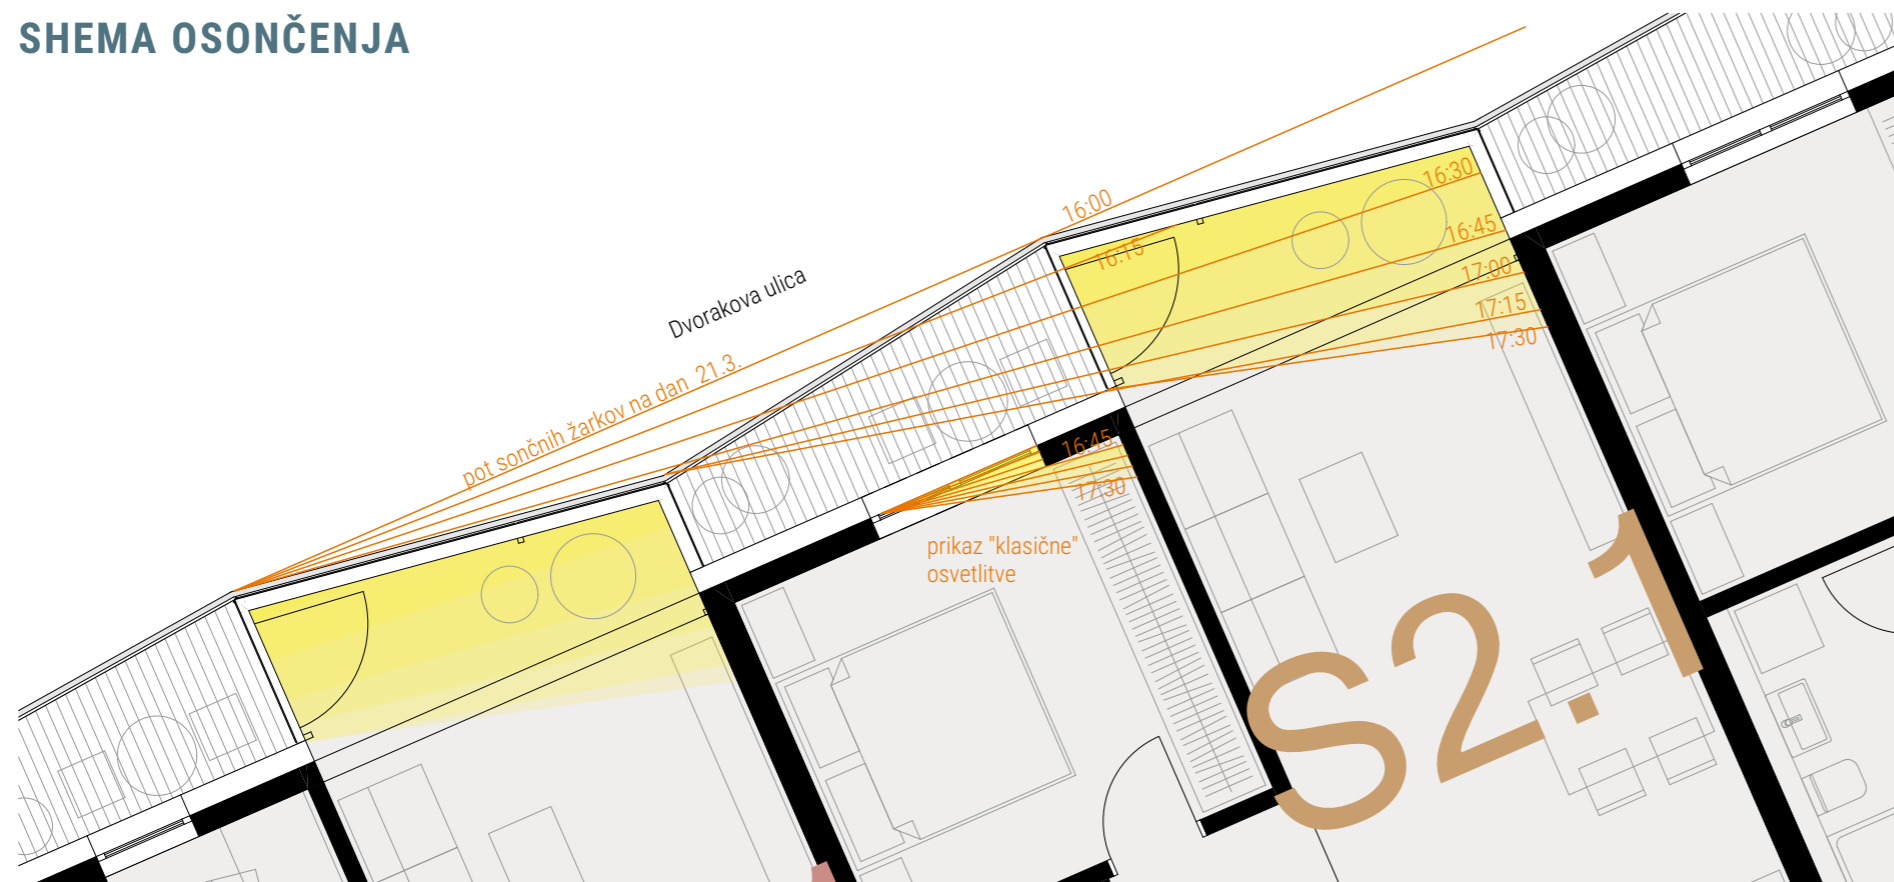 SHEMA OSONČENJA
16:00
16:15
16:30
16:45
17:00
17:15
17:30
Dvorakova ulica
pot sončnih žarkov na dan 21.3.
16:45
17:30
prikaz "klasične"
osvetlitve
S2.1